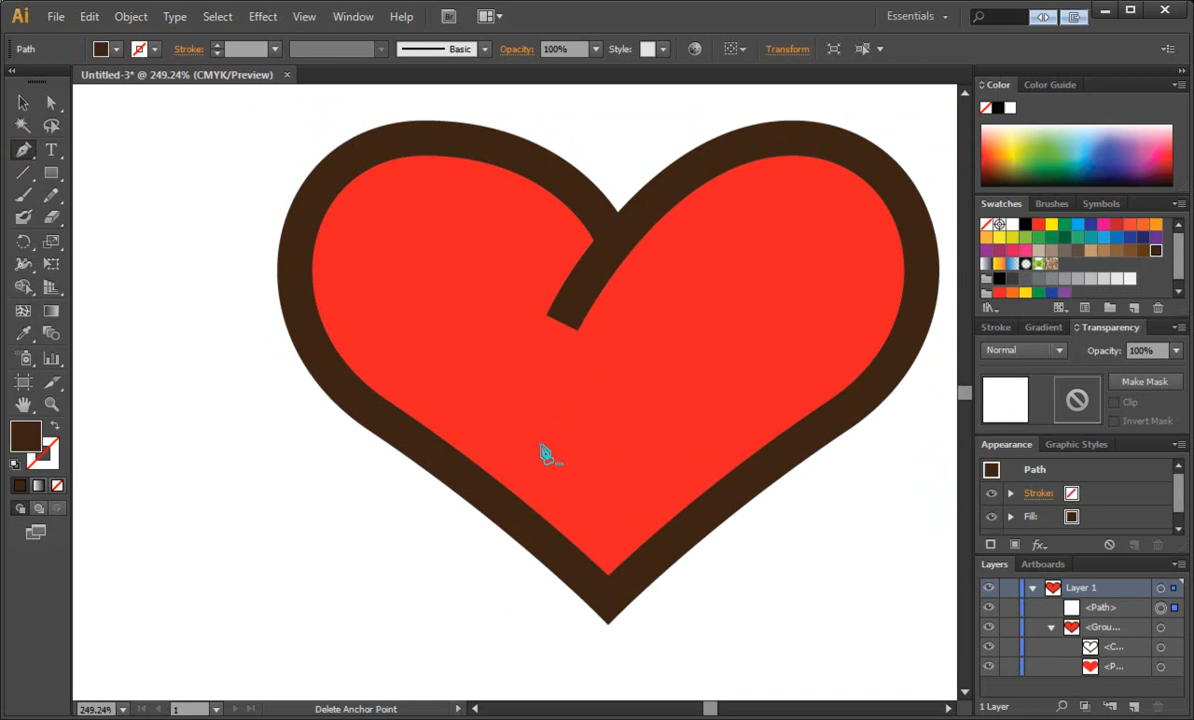 Ai File Edit Object Type Select Effect View Window Help Br Essentials
Path Stroke: Basic Opacity: 100% Style: Transform
Untitled-3* @ 249.24% (CMYK/Preview) ×
Color Color Guide
Swatches Brushes Symbols
Stroke Gradient Transparency
Normal Opacity: 100%
Make Mask
Clip
Invert Mask
Appearance Graphic Styles
Path
Stroke:
Fill:
fx
Layers Artboards
Layer 1
<Path>
<Grou...
<C...
<P...
1 Layer
249.24% 1 Delete Anchor Point